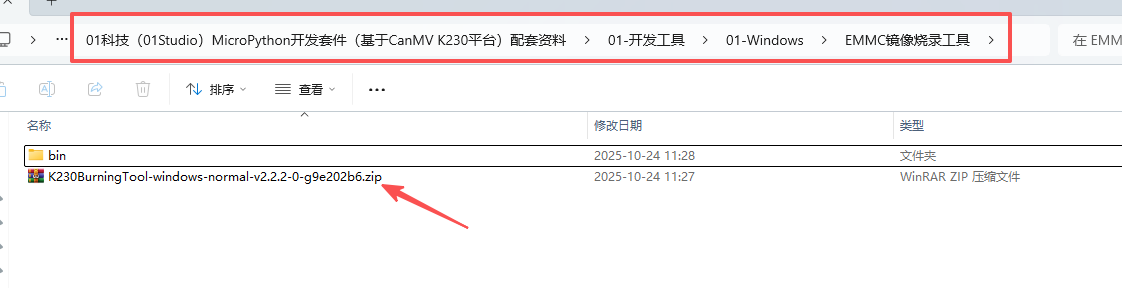 ··· 01科技（01Studio）MicroPython开发套件（基于CanMV K230平台）配套资料 > 01-开发工具 > 01-Windows > EMMC镜像烧录工具 >
在 EMM
排序 查看 ···
名称 修改日期 类型
bin 2025-10-24 11:28 文件夹
K230BurningTool-windows-normal-v2.2.2-0-g9e202b6.zip 2025-10-24 11:27 WinRAR ZIP 压缩文件